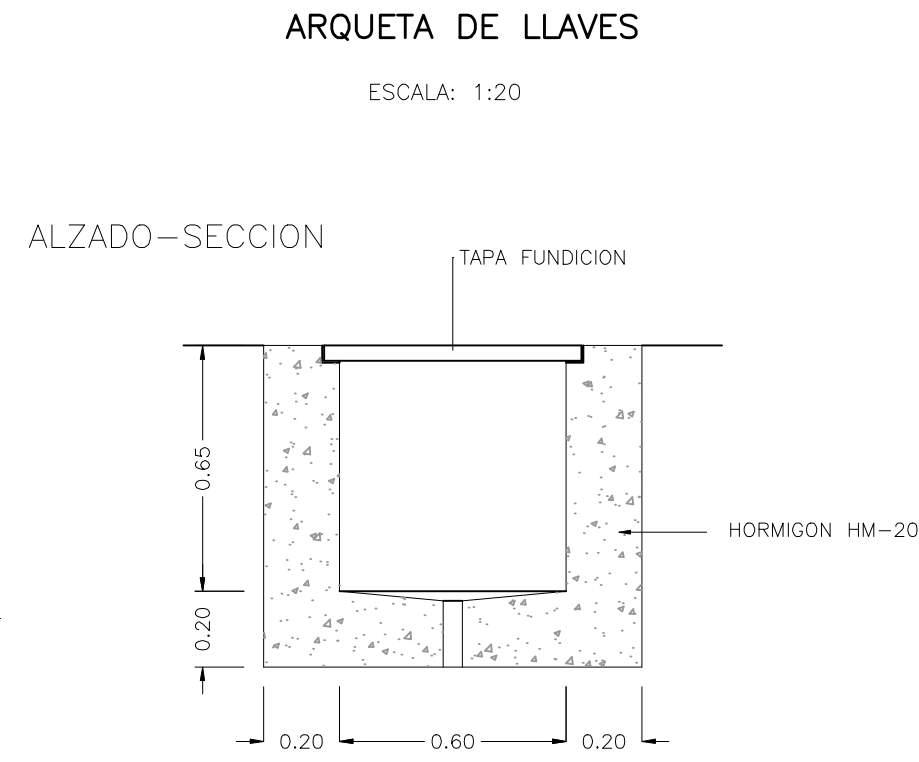 ARQUETA DE LLAVES
ESCALA: 1:20
ALZADO-SECCION
TAPA FUNDICION
0.65
HORMIGON HM-20
0.20
0.20
0.60
0.20